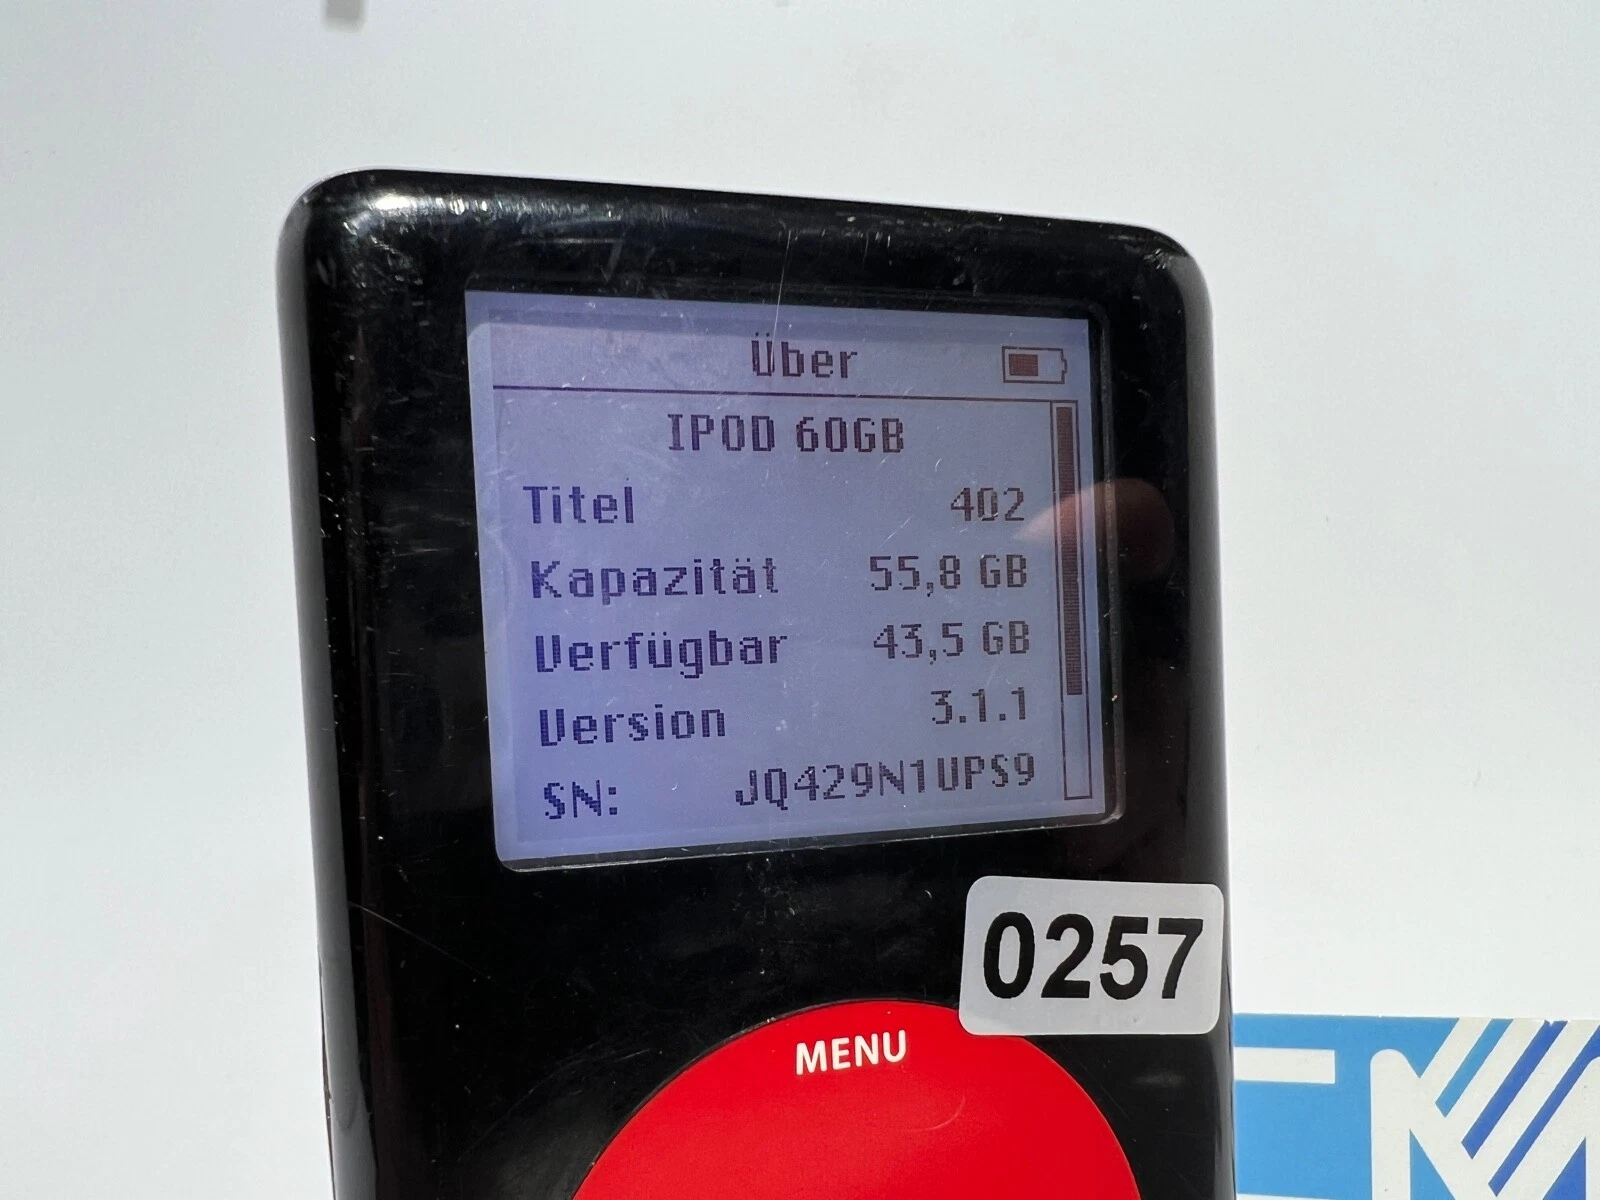 Über
IPOD 60GB
Titel 402
Kapazität 55,8 GB
Verfügbar 43,5 GB
Version 3.1.1
SN: JQ429N1UPS9
0257
MENU